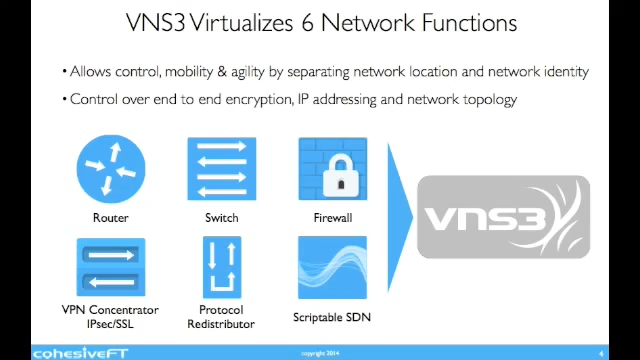 VNS3 Virtualizes 6 Network Functions
• Allows control, mobility & agility by separating network location and network identity
• Control over end to end encryption, IP addressing and network topology
Router
Switch
Firewall
VNS3
VPN Concentrator
IPsec/SSL
Protocol
Redistributor
Scriptable SDN
cohesiveFT
copyright 2014
4